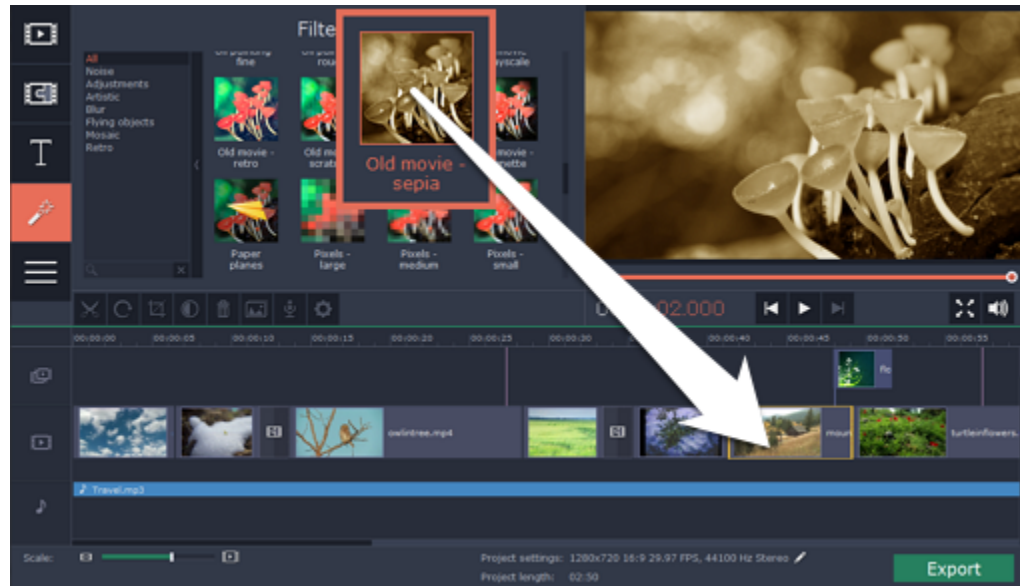 Filte
All
Noise
Adjustments
Artistic
Blur
Flying objects
Mosaic
Retro
fine
Old movie -
retro
Old movie -
sepia
Paper
planes
Pixels -
large
Pixels -
medium
Pixels -
small
T
02.000
00:00:00 00:00:05 00:00:10 00:00:15 00:00:20 00:00:25 00:00:30 00:00:40 00:00:45 00:00:50 00:00:55
owlintree.mp4
moun
turtleinflowers.
Travel.mp3
Scale:
Project settings: 1280x720 16:9 29.97 FPS, 44100 Hz Stereo
Project length: 02:50
Export